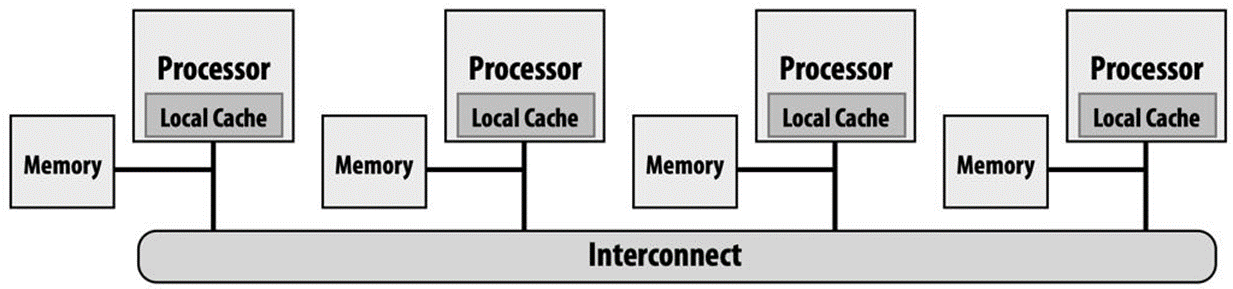 Processor Processor Processor Processor
Local Cache Local Cache Local Cache Local Cache
Memory Memory Memory Memory
Interconnect